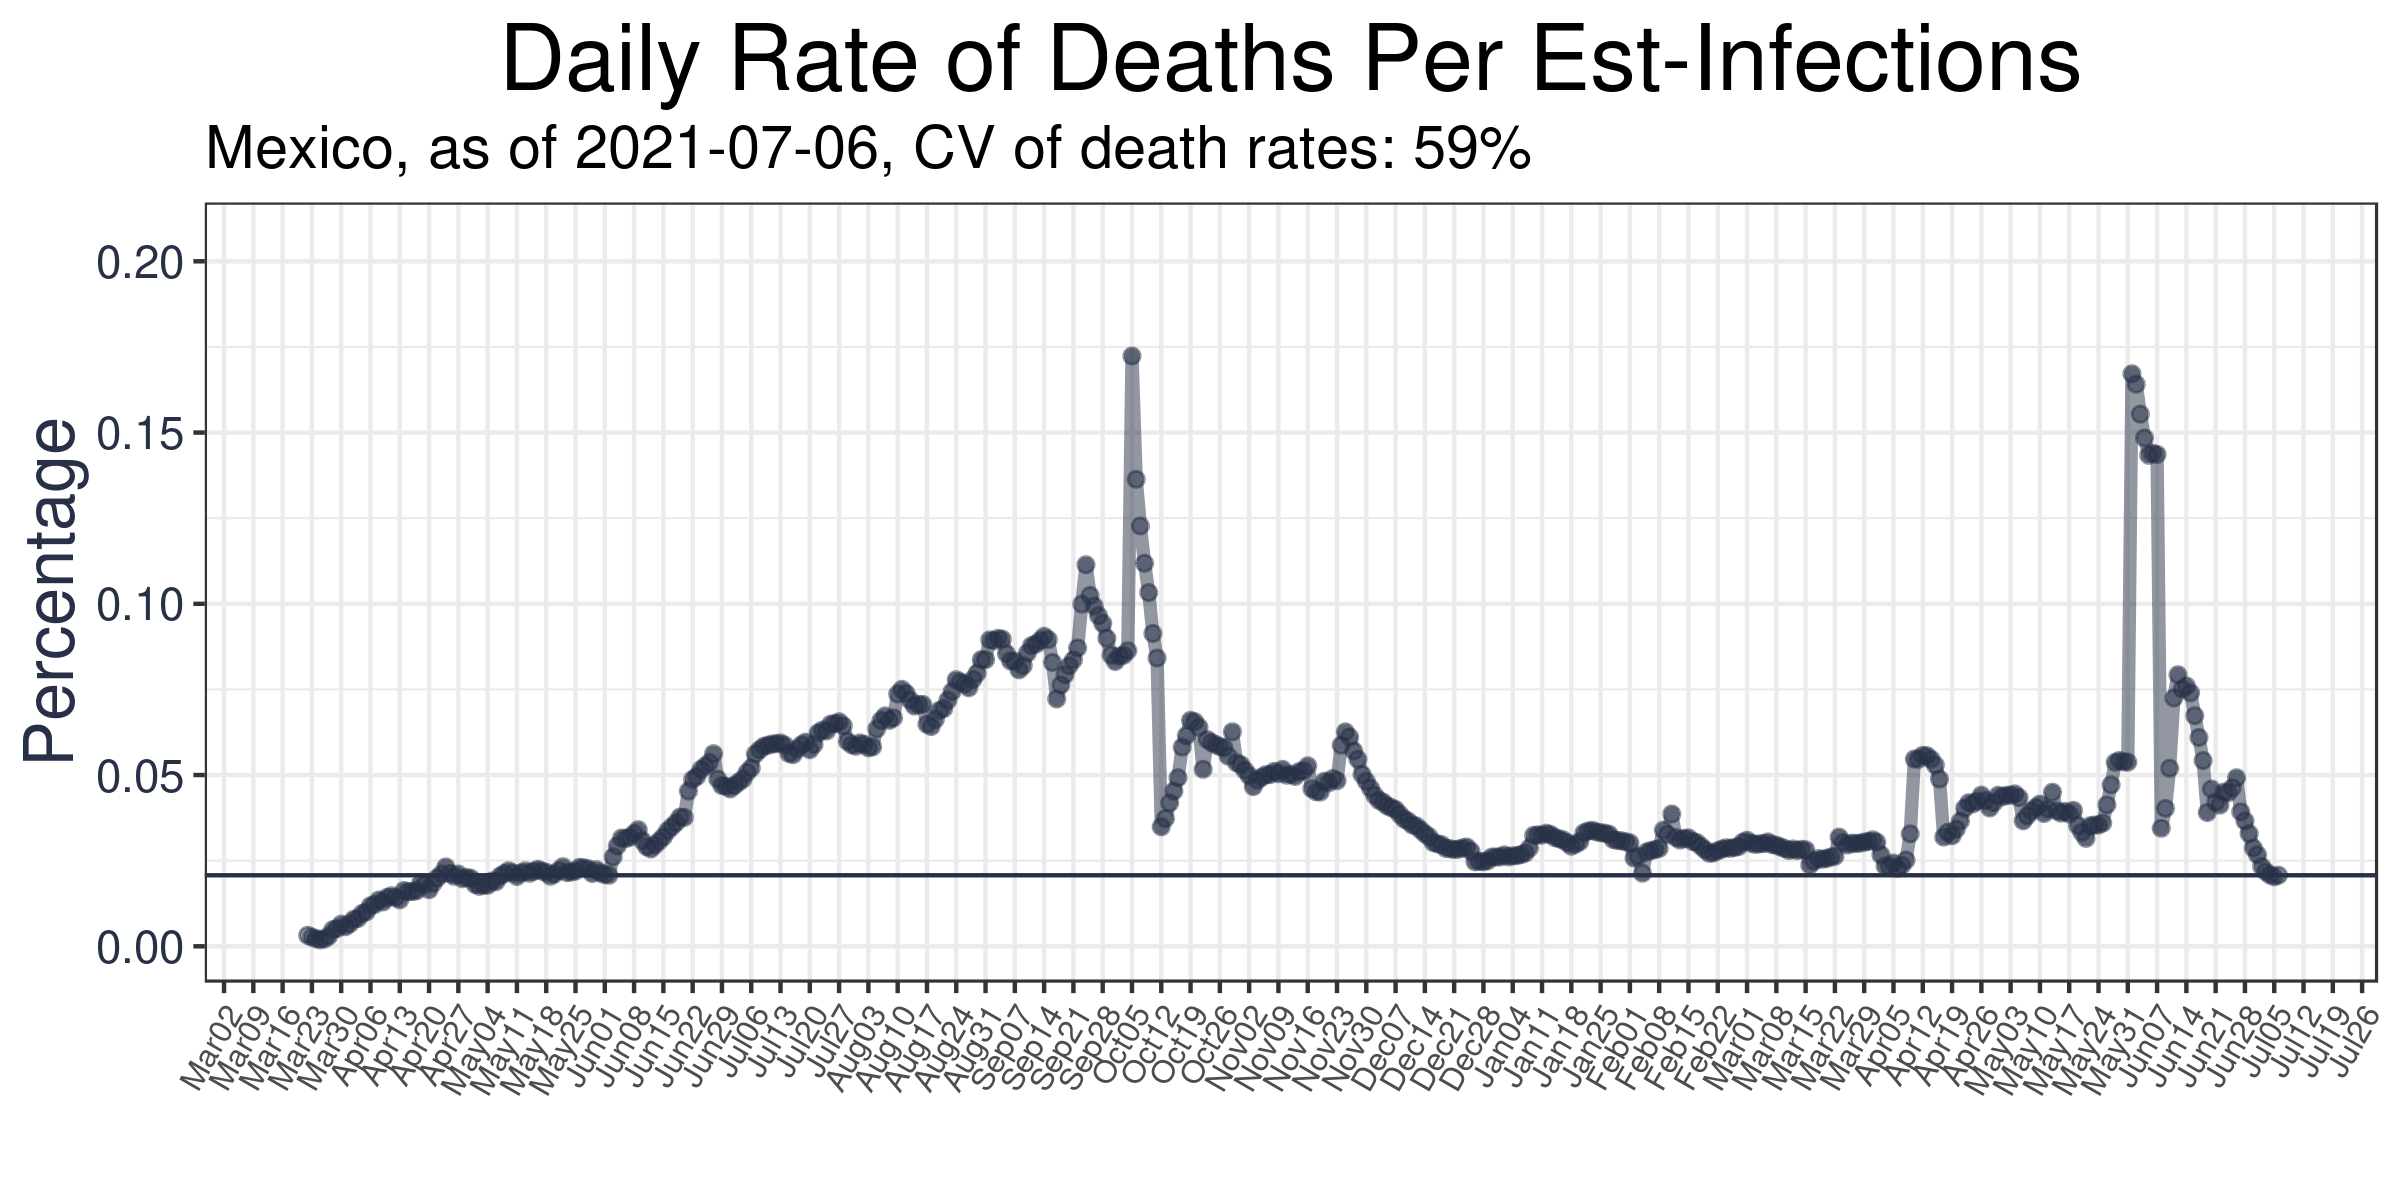 Daily Rate of Deaths Per Est-Infections
Mexico, as of 2021-07-06, CV of death rates: 59%
Percentage
0.20
0.15
0.10
0.05
0.00
Mar02
Mar09
Mar16
Mar23
Mar30
Apr06
Apr13
Apr20
Apr27
May04
May11
May18
May25
Jun01
Jun08
Jun15
Jun22
Jun29
Jul06
Jul13
Jul20
Jul27
Aug03
Aug10
Aug17
Aug24
Aug31
Sep07
Sep14
Sep21
Sep28
Oct05
Oct12
Oct19
Oct26
Nov02
Nov09
Nov16
Nov23
Nov30
Dec07
Dec14
Dec21
Dec28
Jan04
Jan11
Jan18
Jan25
Feb01
Feb08
Feb15
Feb22
Mar01
Mar08
Mar15
Mar22
Mar29
Apr05
Apr12
Apr19
Apr26
May03
May10
May17
May24
May31
Jun07
Jun14
Jun21
Jun28
Jul05
Jul12
Jul19
Jul26